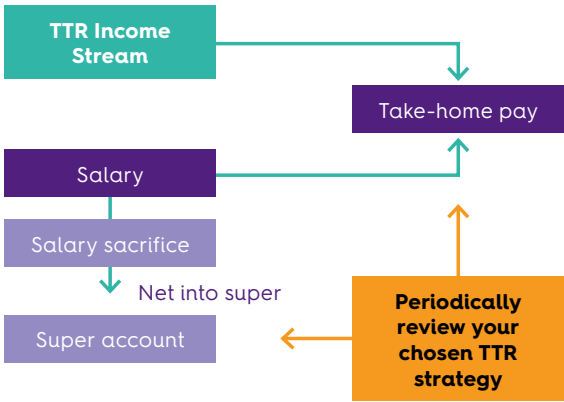 TTR Income
Stream
Take-home pay
Salary
Salary sacrifice
Net into super
Super account
Periodically
review your
chosen TTR
strategy